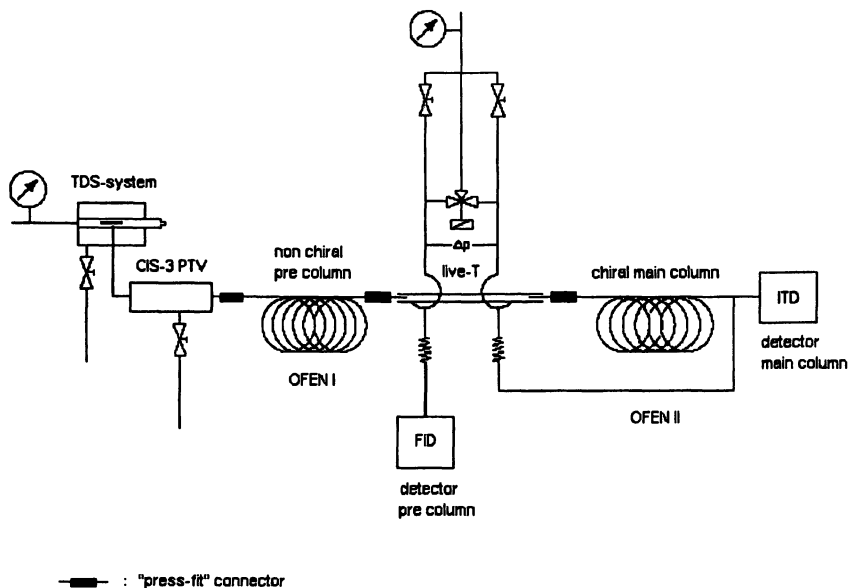 TDS-system
CIS-3 PTV
non chiral
pre column
OFEN I
Δp
live-T
chiral main column
ITD
detector
main column
OFEN II
FID
detector
pre column
: "press-fit" connector